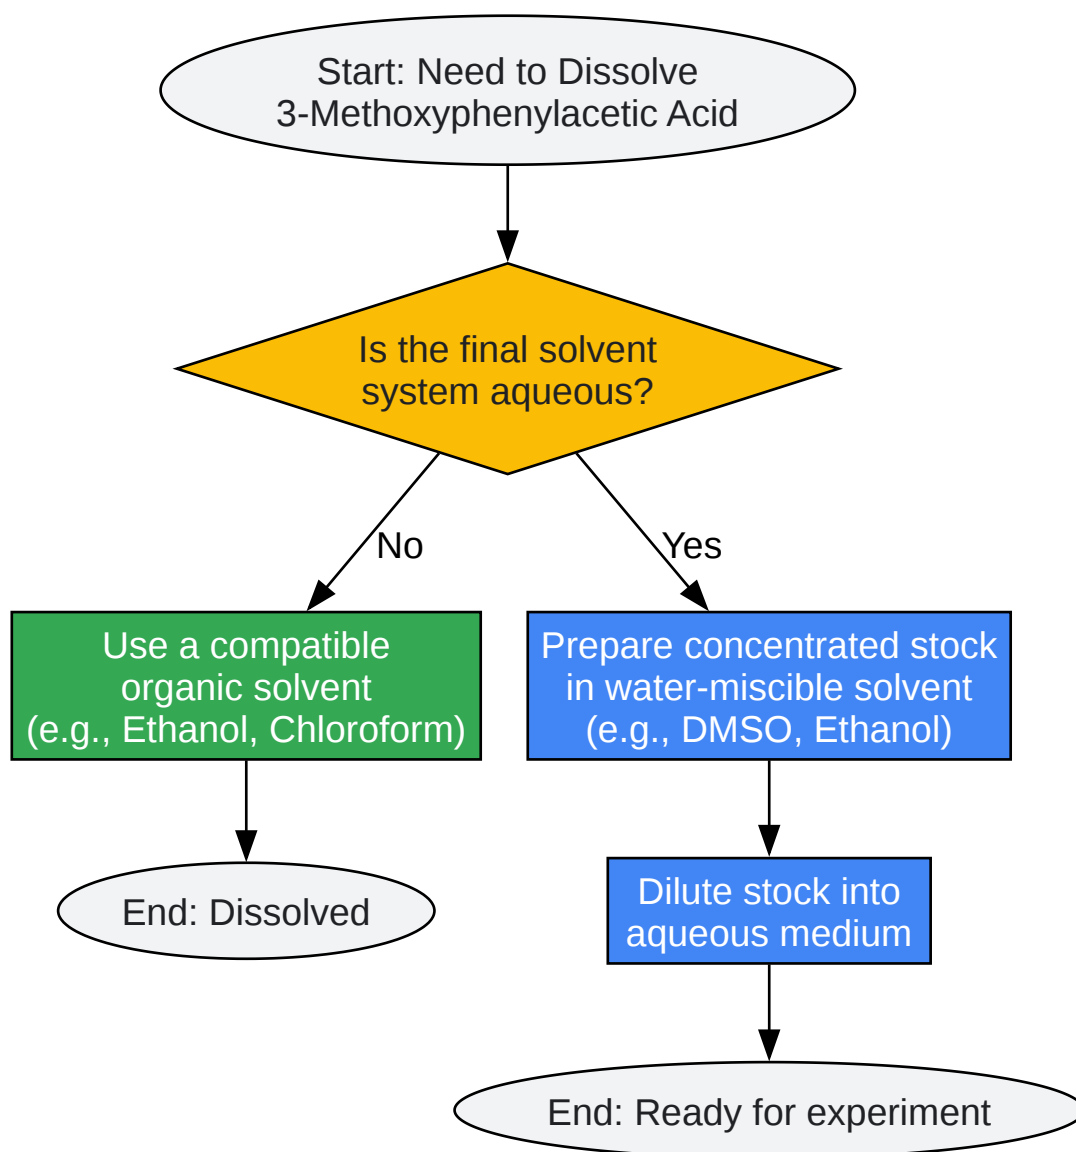 Start: Need to Dissolve
3-Methoxyphenylacetic Acid
Is the final solvent
system aqueous?
No
Yes
Use a compatible
organic solvent
(e.g., Ethanol, Chloroform)
Prepare concentrated stock
in water-miscible solvent
(e.g., DMSO, Ethanol)
End: Dissolved
Dilute stock into
aqueous medium
End: Ready for experiment